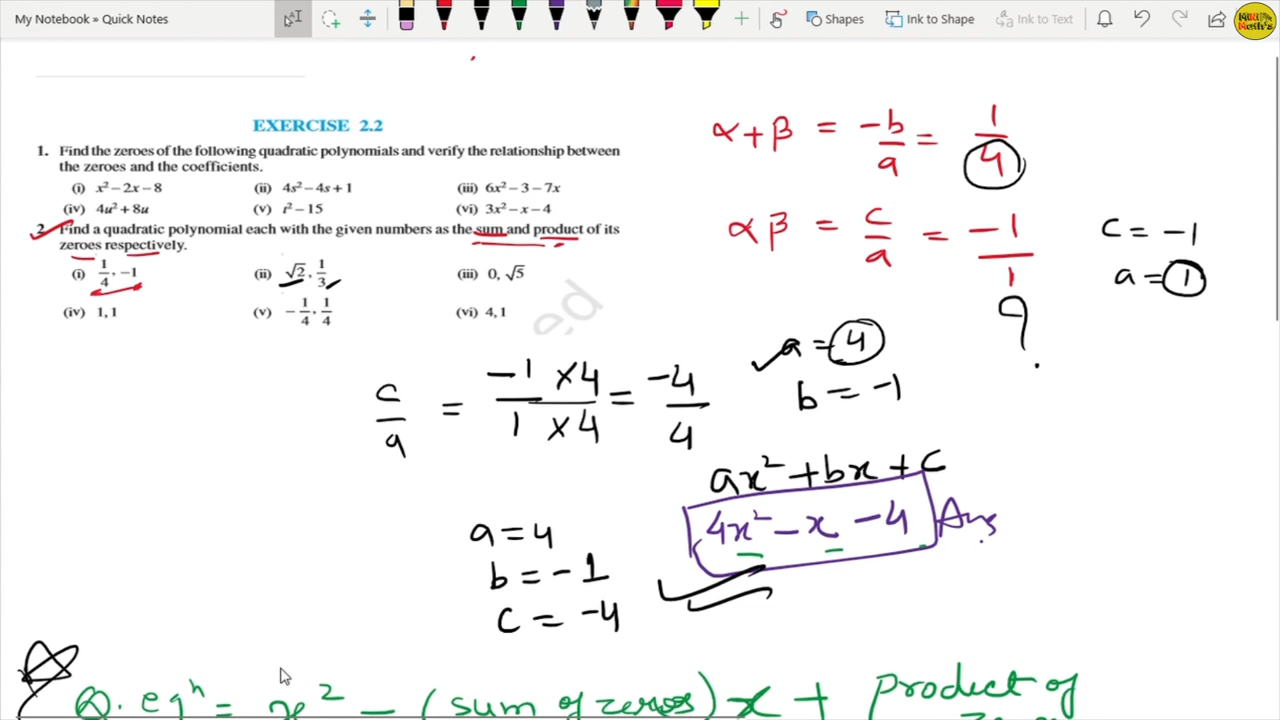 My Notebook » Quick Notes
Shapes
Ink to Shape
Ink to Text
EXERCISE 2.2
1. Find the zeroes of the following quadratic polynomials and verify the relationship between
the zeroes and the coefficients.
(i) x² – 2x – 8 (ii) 4s² – 4s + 1 (iii) 6x² – 3 – 7x
(iv) 4u² + 8u (v) t² – 15 (vi) 3x² – x – 4
2. Find a quadratic polynomial each with the given numbers as the sum and product of its
zeroes respectively.
(i) 1/4, –1 (ii) √2, 1/3 (iii) 0, √5
(iv) 1, 1 (v) –1/4, 1/4 (vi) 4, 1
α+β = -b/a = 1/4
αβ = c/a = -1/1
?
c = -1
a = 1
a = 4
b = -1
c/a = -1 ×4/1 ×4 = -4/4
ax² + bx + c
4x² - x - 4 Ans
a = 4
b = -1
c = -4
Q. eqⁿ = x² - (sum of zeroes) x + product of